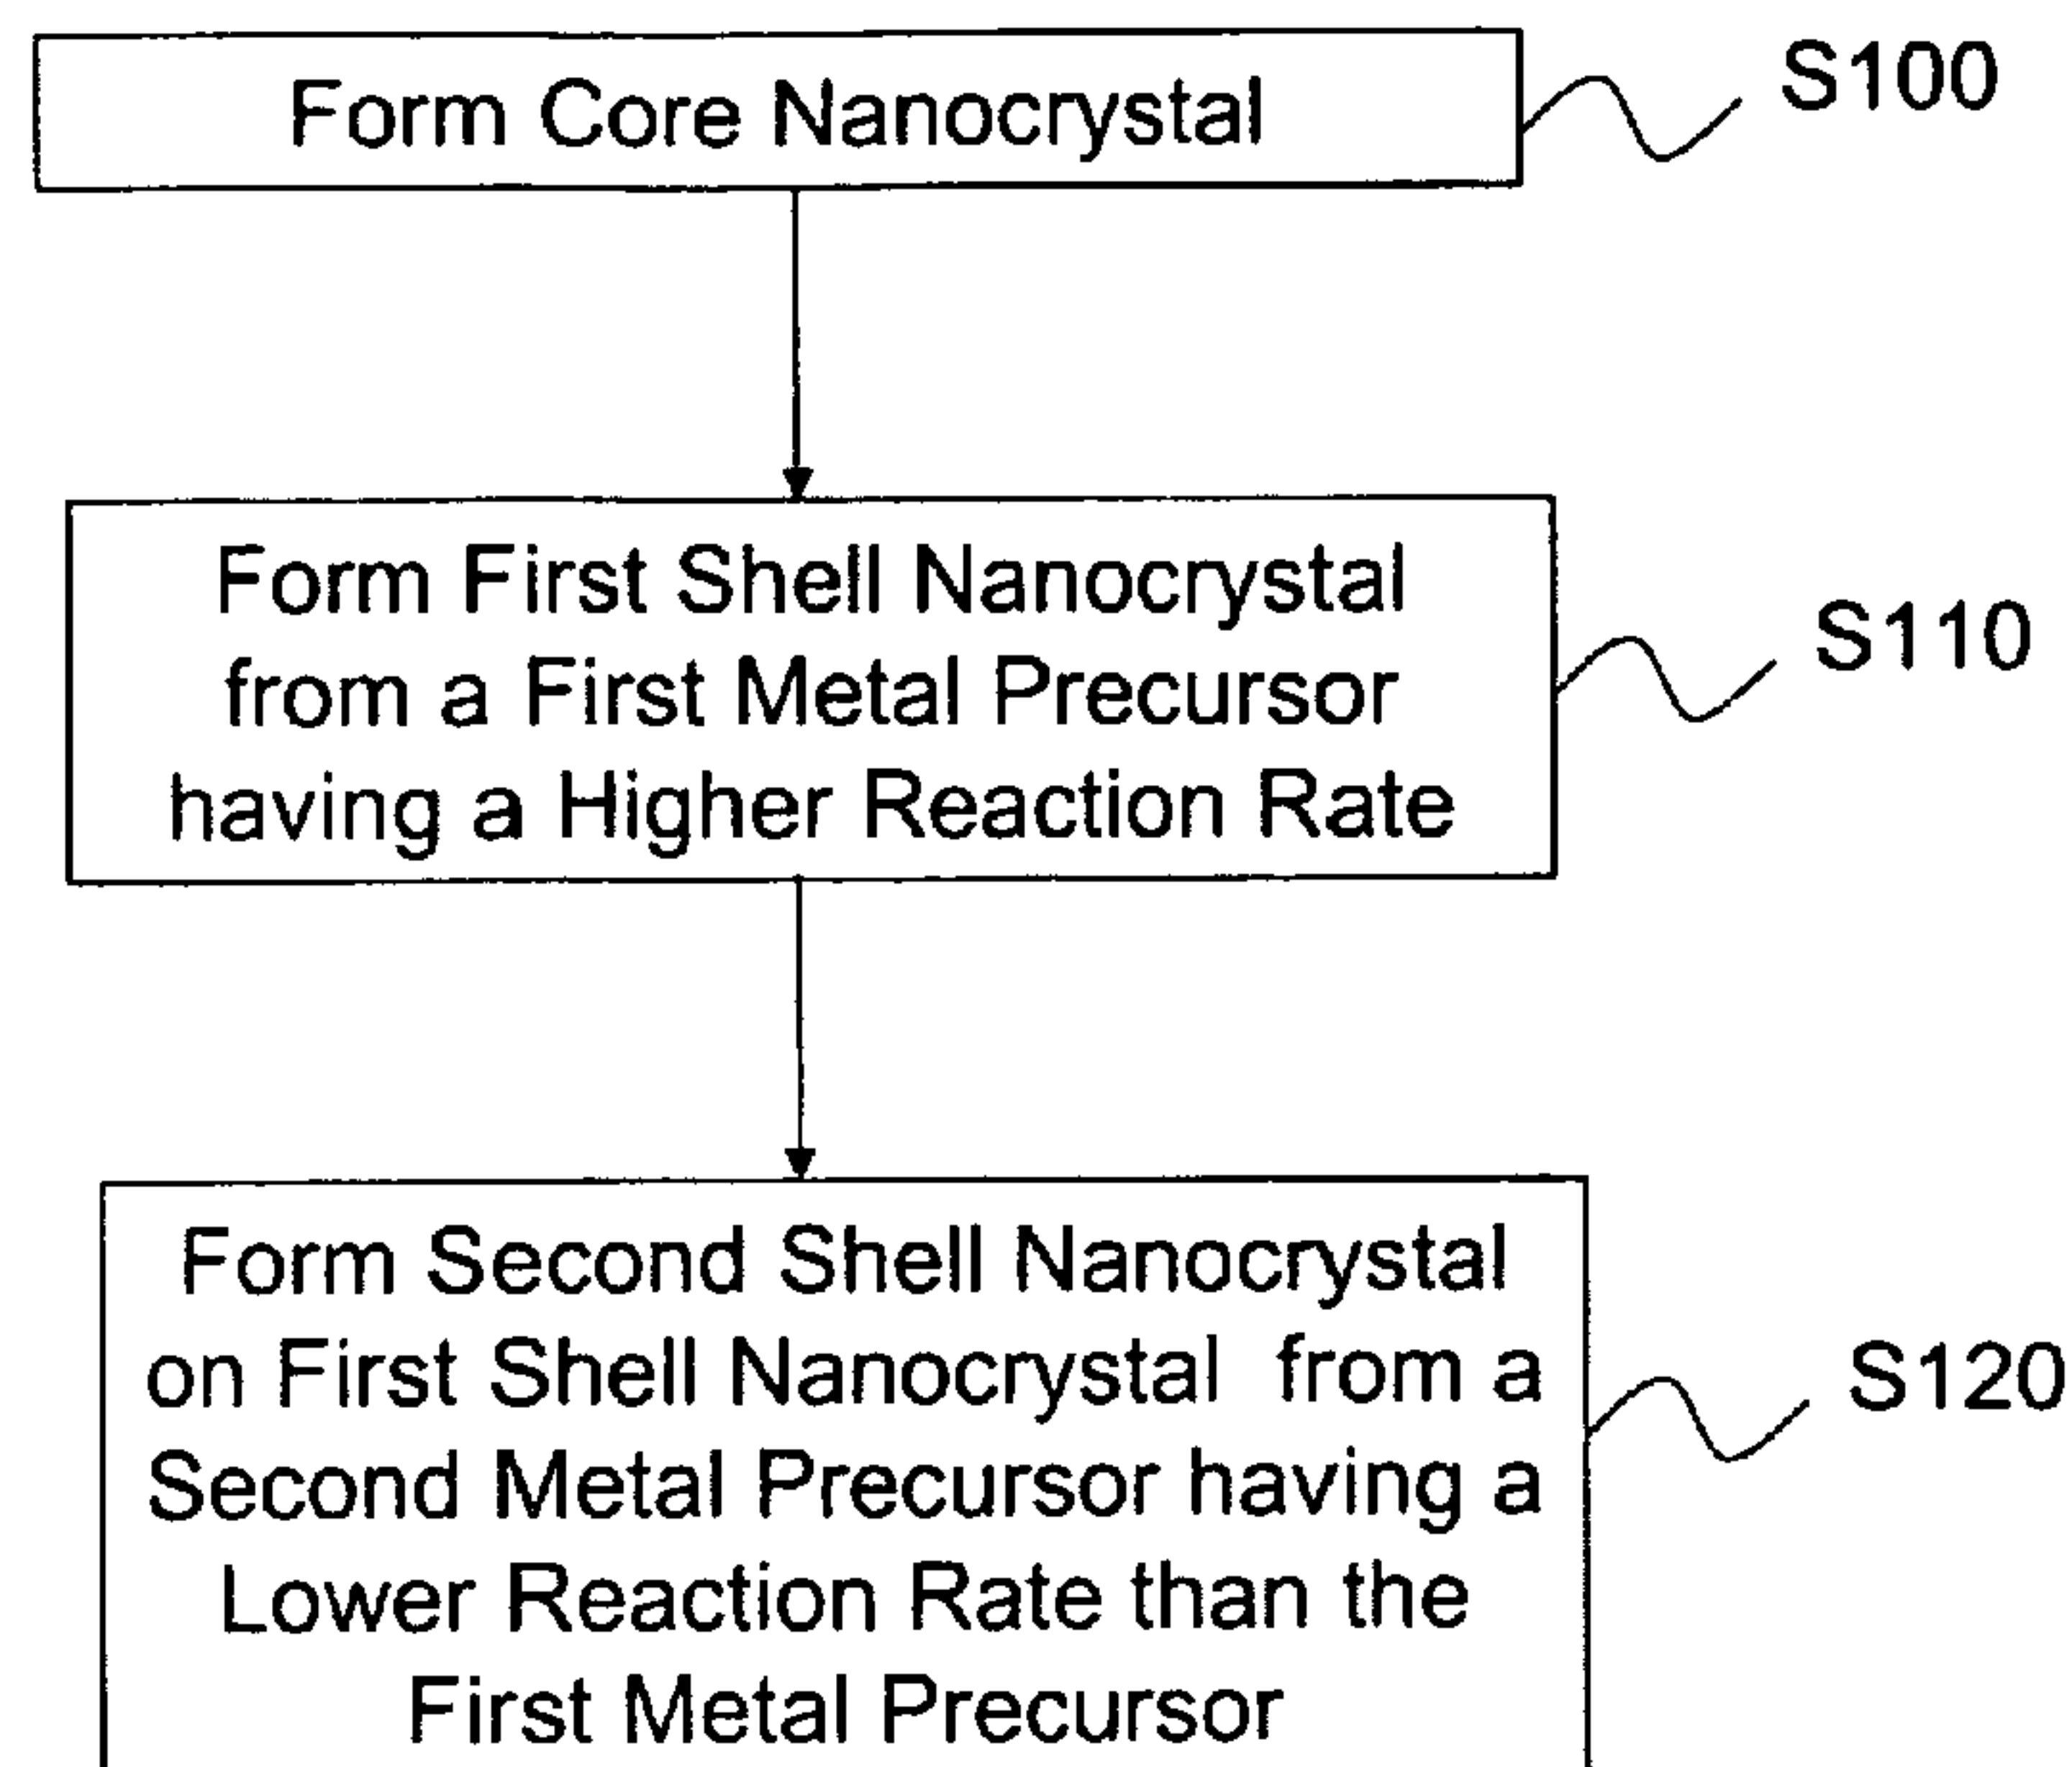 Form Core Nanocrystal
S100
Form First Shell Nanocrystal
from a First Metal Precursor
having a Higher Reaction Rate
S110
Form Second Shell Nanocrystal
on First Shell Nanocrystal from a
Second Metal Precursor having a
Lower Reaction Rate than the
First Metal Precursor
S120